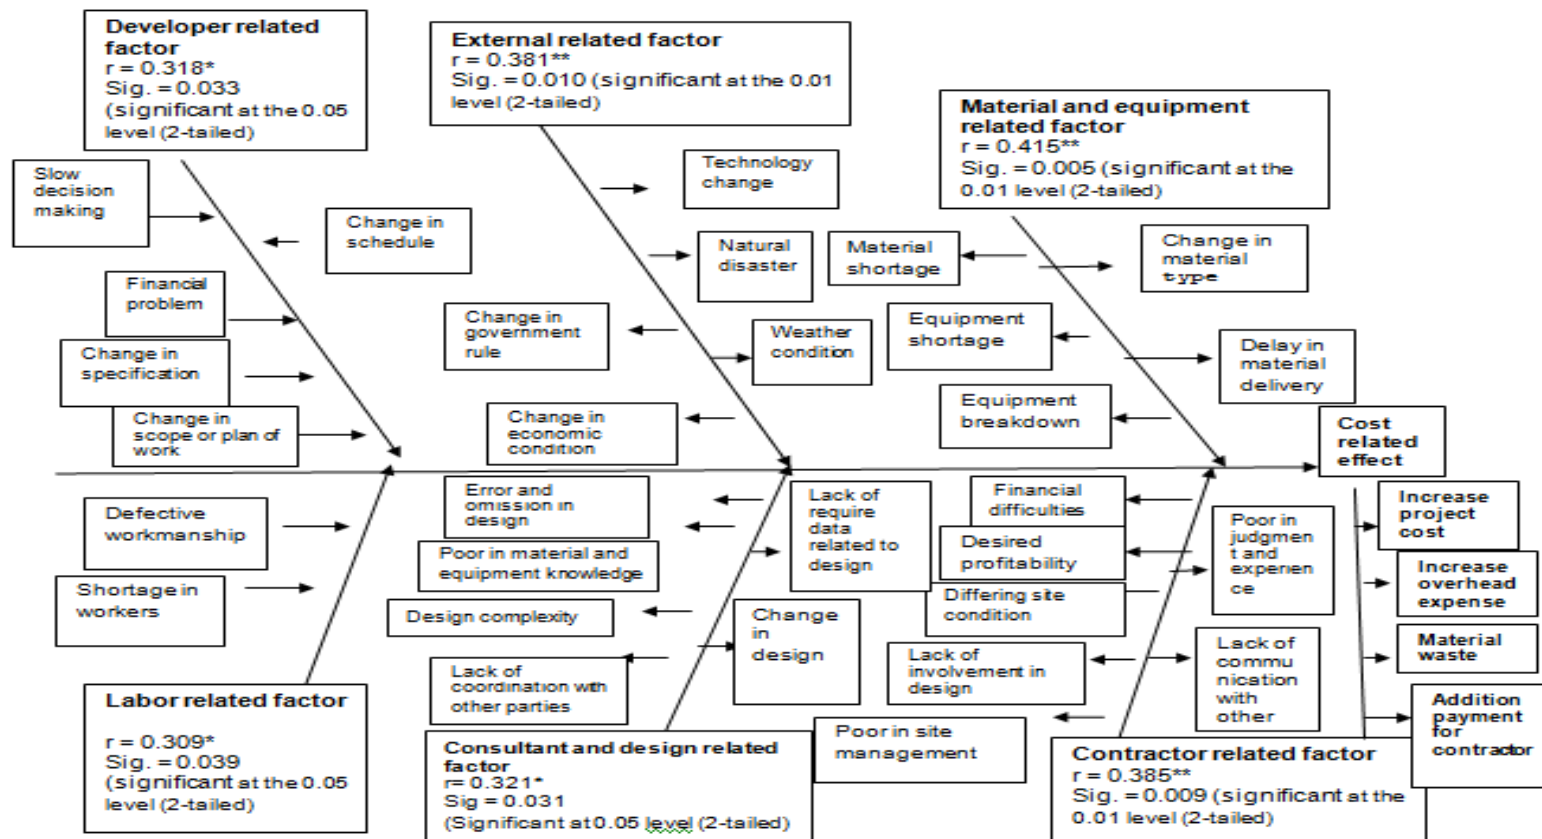 Developer related
factor
r = 0.318*
Sig. = 0.033
(significant at the 0.05
level (2-tailed)
External related factor
r = 0.381**
Sig. = 0.010 (significant at the 0.01
level (2-tailed)
Material and equipment
related factor
r = 0.415**
Sig. = 0.005 (significant at the
0.01 level (2-tailed)
Slow
decision
making
Change in
schedule
Financial
problem
Change in
specification
Change in
scope or plan of
work
Technology
change
Natural
disaster
Change in
government
rule
Weather
condition
Change in
economic
condition
Material
shortage
Change in
material
type
Equipment
shortage
Delay in
material
delivery
Equipment
breakdown
Cost
related
effect
Defective
workmanship
Shortage in
workers
Error and
omission in
design
Poor in material and
equipment knowledge
Design complexity
Lack of
coordination with
other parties
Lack of
require
data
related to
design
Change
in
design
Financial
difficulties
Desired
profitability
Differing site
condition
Lack of
involvement in
design
Poor in site
management
Poor in
judgmen
t and
experien
ce
Lack of
commu
nication
with
other
Increase
project
cost
Increase
overhead
expense
Material
waste
Addition
payment
for
contractor
Labor related factor
r = 0.309*
Sig. = 0.039
(significant at the 0.05
level (2-tailed)
Consultant and design related
factor
r= 0.321*
Sig = 0.031
(Significant at 0.05 level (2-tailed)
Contractor related factor
r = 0.385**
Sig. = 0.009 (significant at the
0.01 level (2-tailed)